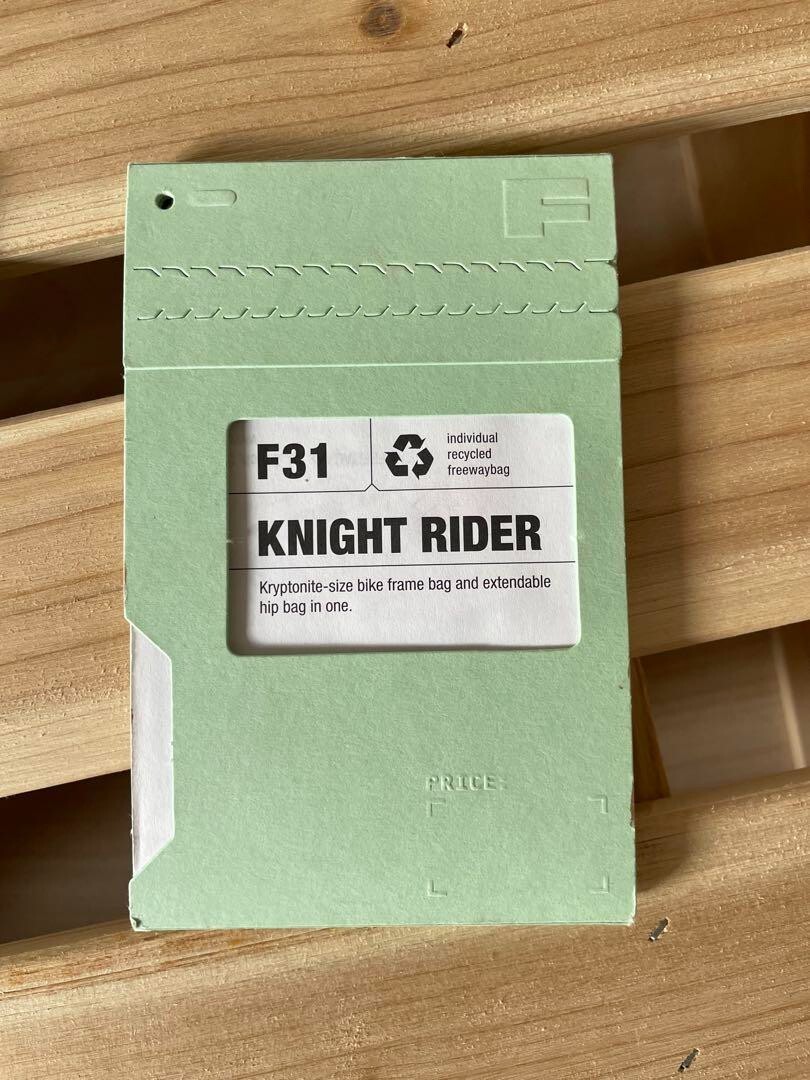 F
F31
individual
recycled
freewaybag
KNIGHT RIDER
Kryptonite-size bike frame bag and extendable
hip bag in one.
PRICE: